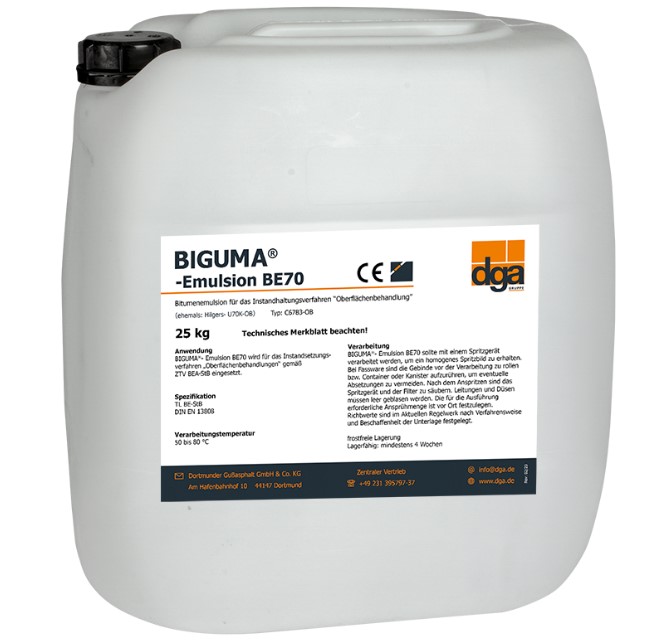 BIGUMA®
-Emulsion BE70
CE
dga
GRUPPE
Bitumenemulsion für das Instandhaltungsverfahren "Oberflächenbehandlung"
(ehemals: Hilgers- U70K-OB) Typ: C67B3-OB
25 kg Technisches Merkblatt beachten!
Anwendung
BIGUMA®- Emulsion BE70 wird für das Instandsetzungs-
verfahren „Oberflächenbehandlungen" gemäß
ZTV BEA-StB eingesetzt.
Spezifikation
TL BE-StB
DIN EN 13808
Verarbeitungstemperatur
50 bis 80 °C
Verarbeitung
BIGUMA®- Emulsion BE70 sollte mit einem Spritzgerät
verarbeitet werden, um ein homogenes Spritzbild zu erhalten.
Bei Fassware sind die Gebinde vor der Verarbeitung zu rollen
bzw. Container oder Kanister aufzurühren, um eventuelle
Absetzungen zu vermeiden. Nach dem Anspritzen sind das
Spritzgerät und der Filter zu säubern. Leitungen und Düsen
müssen leer geblasen werden. Die für die Ausführung
erforderliche Ansprühmenge ist vor Ort festzulegen.
Richtwerte sind im Aktuellen Regelwerk nach Verfahrensweise
und Beschaffenheit der Unterlage festgelegt.
frostfreie Lagerung
Lagerfähig: mindestens 4 Wochen
Dortmunder Gußasphalt GmbH & Co. KG
Am Hafenbahnhof 10 44147 Dortmund
Zentraler Vertrieb
+49 231 395797-37
info@dga.de
www.dga.de